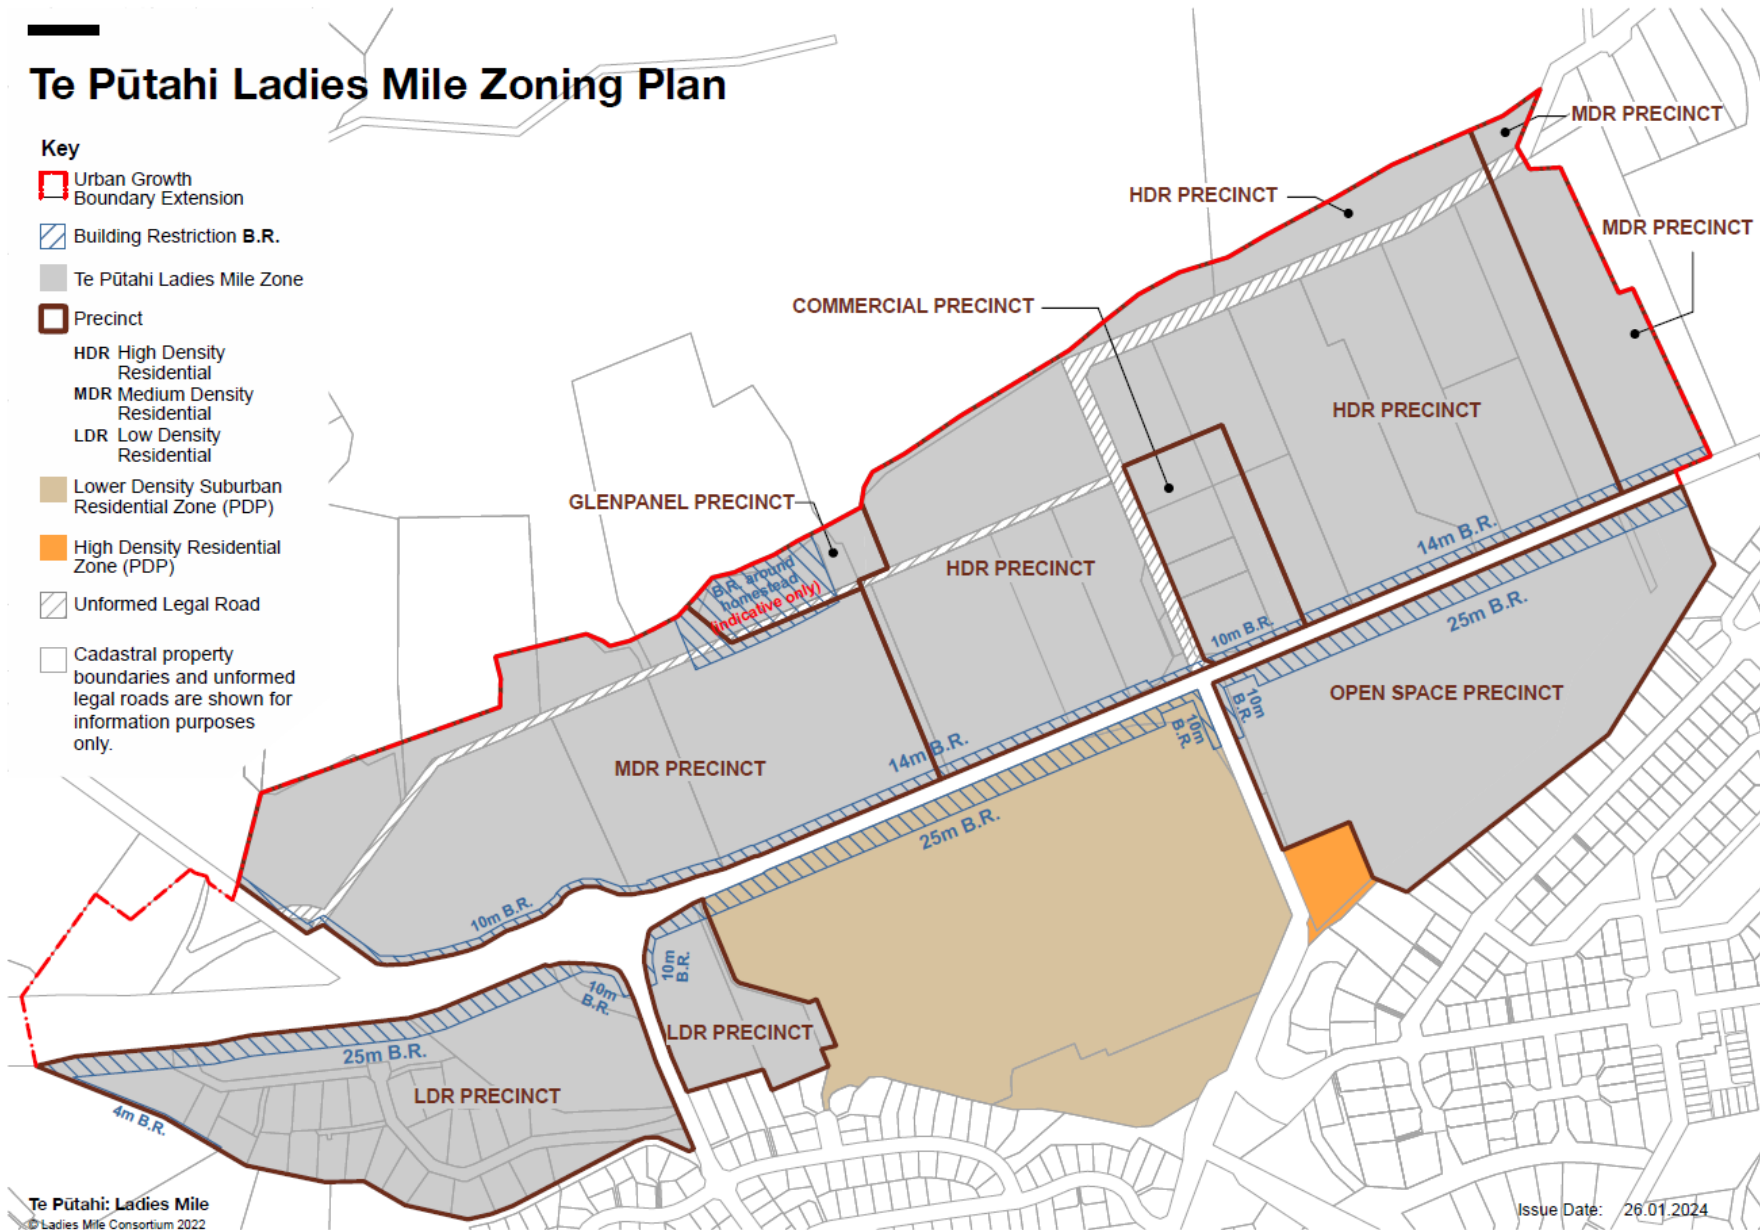 Te Pūtahi Ladies Mile Zoning Plan
Key
Urban Growth
Boundary Extension
Building Restriction B.R.
Te Pūtahi Ladies Mile Zone
Precinct
HDR High Density
Residential
MDR Medium Density
Residential
LDR Low Density
Residential
Lower Density Suburban
Residential Zone (PDP)
High Density Residential
Zone (PDP)
Unformed Legal Road
Cadastral property
boundaries and unformed
legal roads are shown for
information purposes
only.
MDR PRECINCT
HDR PRECINCT
MDR PRECINCT
COMMERCIAL PRECINCT
HDR PRECINCT
GLENPANEL PRECINCT
B.R. around
homestead
(indicative only)
HDR PRECINCT
14m B.R.
25m B.R.
10m B.R.
OPEN SPACE PRECINCT
10m
B.R.
10m
B.R.
MDR PRECINCT
14m B.R.
25m B.R.
10m B.R.
10m
B.R.
10m
B.R.
LDR PRECINCT
25m B.R.
LDR PRECINCT
4m B.R.
Te Pūtahi: Ladies Mile
© Ladies Mile Consortium 2022
Issue Date: 26.01.2024